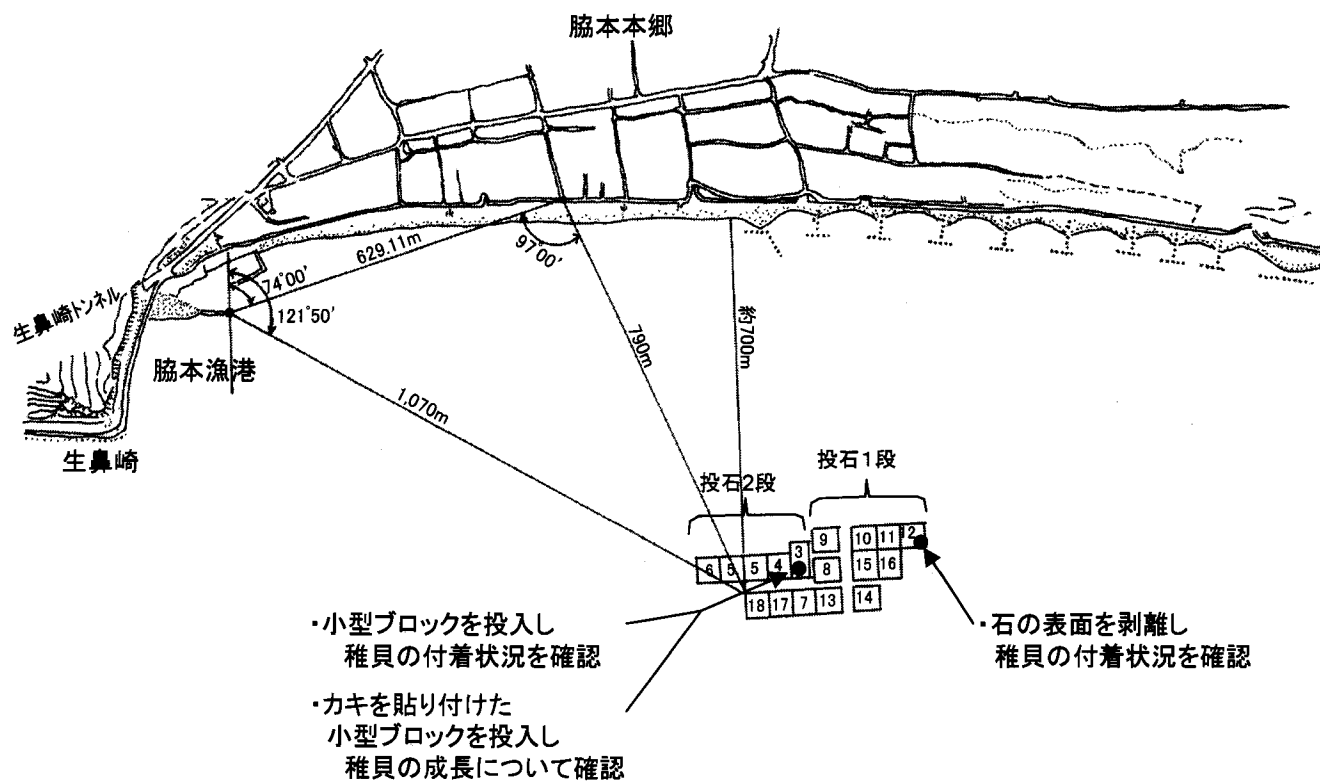 脇本本郷
629.11m
97°00'
74°00'
121°50'
生鼻崎トンネル
脇本漁港
790m
約700m
1,070m
生鼻崎
投石1段
投石2段
3
9
10 11 12
6 5 5 4
8
15 16
18 17 7 13
14
・小型ブロックを投入し
稚貝の付着状況を確認
・石の表面を剥離し
稚貝の付着状況を確認
・カキを貼り付けた
小型ブロックを投入し
稚貝の成長について確認